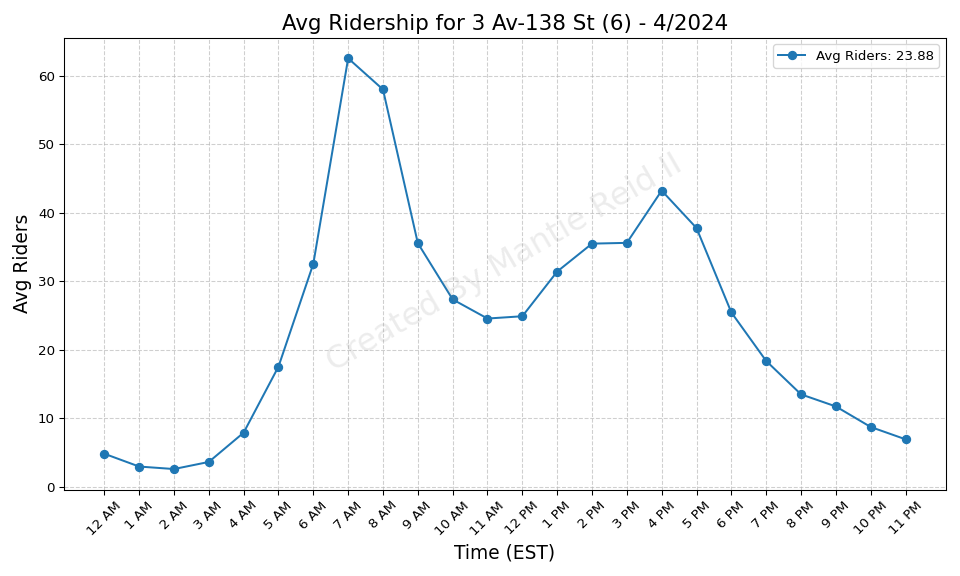 Avg Ridership for 3 Av-138 St (6) - 4/2024
Avg Riders: 23.88
60
50
40
30
20
10
0
Avg Riders
Created By Mantie Reid II
12 AM
1 AM
2 AM
3 AM
4 AM
5 AM
6 AM
7 AM
8 AM
9 AM
10 AM
11 AM
12 PM
1 PM
2 PM
3 PM
4 PM
5 PM
6 PM
7 PM
8 PM
9 PM
10 PM
11 PM
Time (EST)